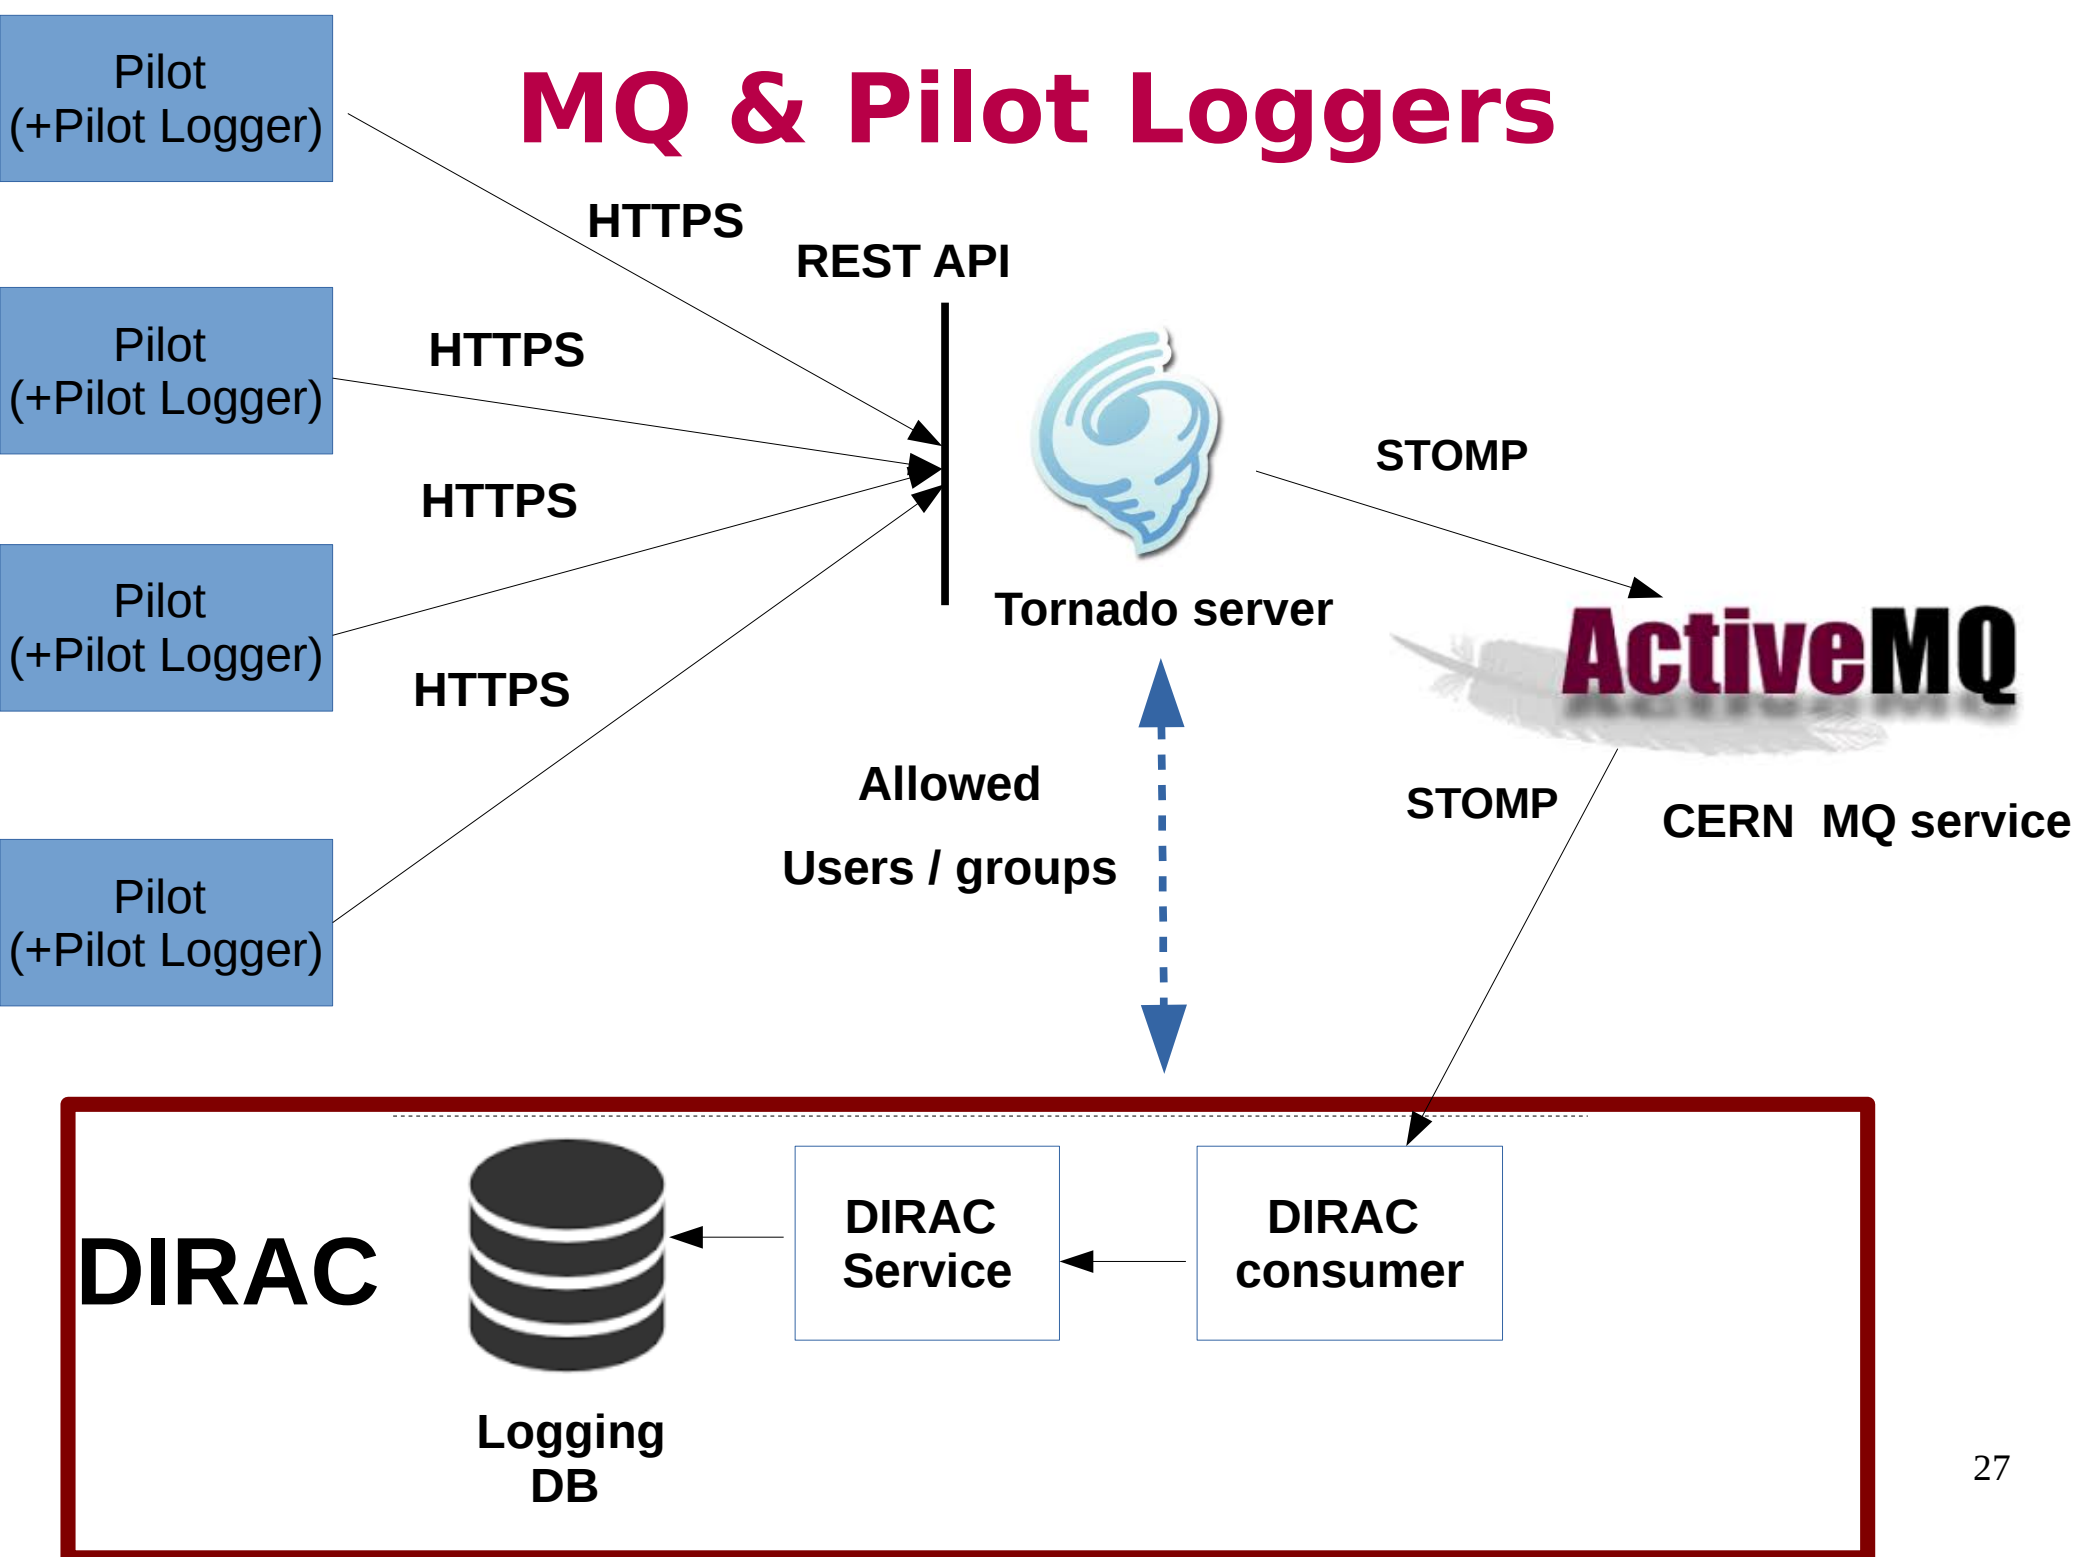 MQ & Pilot Loggers
Pilot
(+Pilot Logger)
HTTPS
REST API
Pilot
(+Pilot Logger)
HTTPS
HTTPS
Pilot
(+Pilot Logger)
HTTPS
Pilot
(+Pilot Logger)
Tornado server
STOMP
ActiveMQ
STOMP
CERN  MQ service
Allowed
Users / groups
DIRAC
Logging
DB
DIRAC
Service
DIRAC
consumer
27